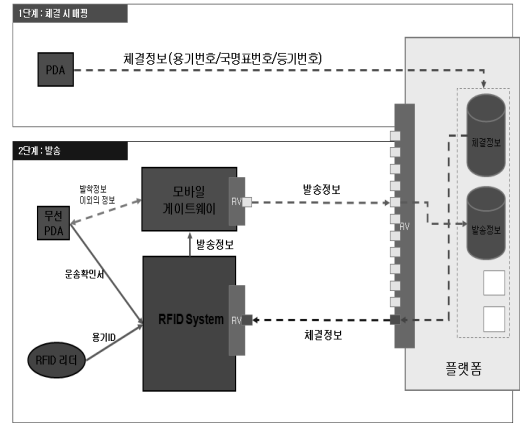 1단계 : 체결 시 매핑
PDA
체결정보(용기번호/국명표번호/등기번호)
체결정보
2단계 : 발송
모바일
게이트웨이
RV
발송정보
발착정보
이외의 정보
무선
PDA
RV
발송정보
발송정보
운송확인서
RFID System
RV
체결정보
용기ID
RFID 리더
플랫폼